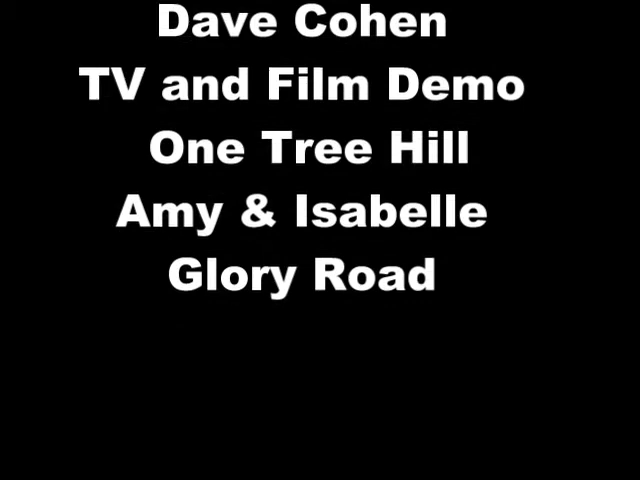 Dave Cohen
TV and Film Demo
One Tree Hill
Amy & Isabelle
Glory Road